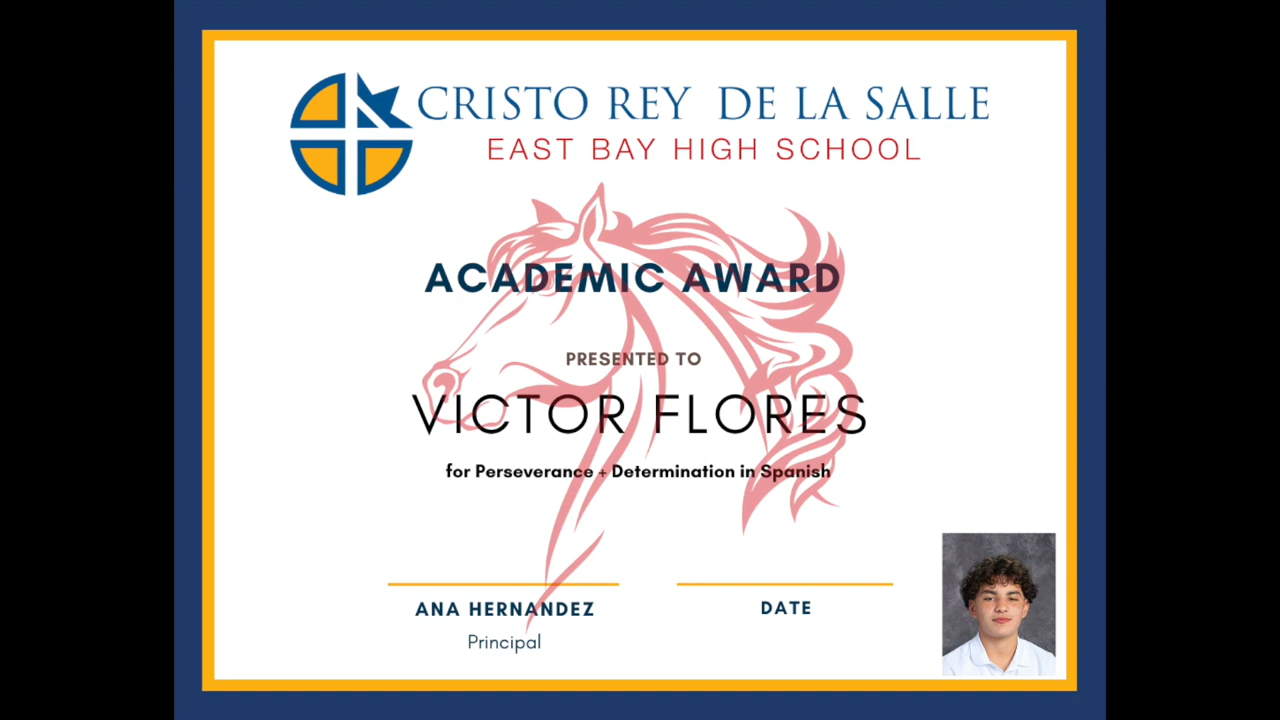 CRISTO REY DE LA SALLE
EAST BAY HIGH SCHOOL
ACADEMIC AWARD
PRESENTED TO
VICTOR FLORES
for Perseverance + Determination in Spanish
ANA HERNANDEZ
Principal
DATE